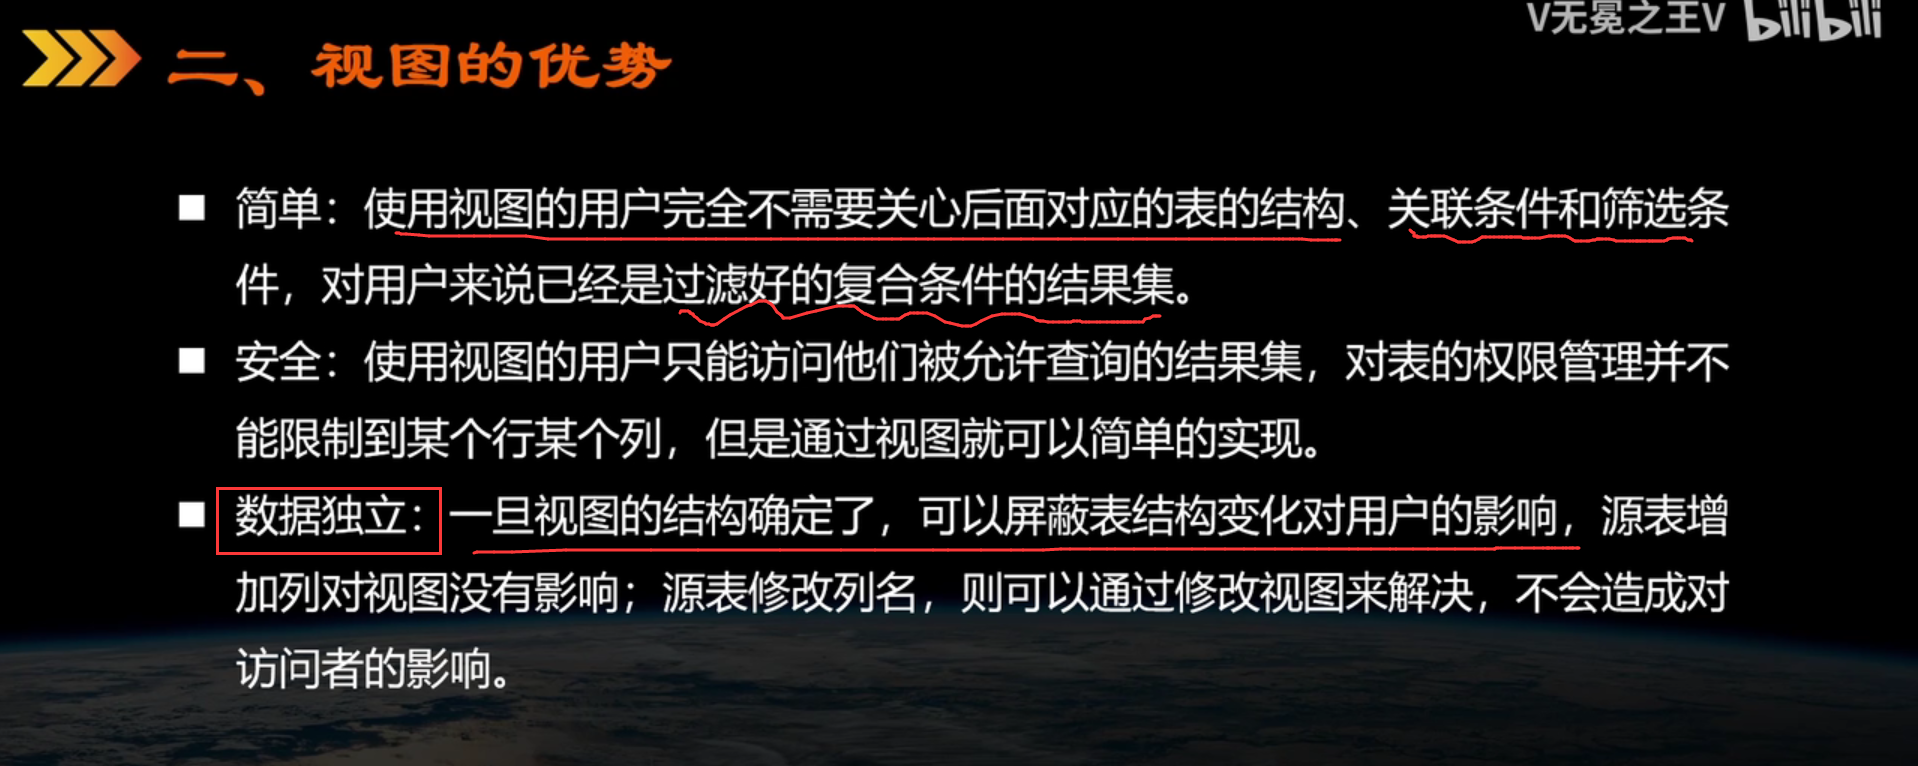 V无冕之王V bilibili
二、视图的优势
■ 简单：使用视图的用户完全不需要关心后面对应的表的结构、关联条件和筛选条
件，对用户来说已经是过滤好的复合条件的结果集。
■ 安全：使用视图的用户只能访问他们被允许查询的结果集，对表的权限管理并不
能限制到某个行某个列，但是通过视图就可以简单的实现。
■ 数据独立：一旦视图的结构确定了，可以屏蔽表结构变化对用户的影响，源表增
加列对视图没有影响；源表修改列名，则可以通过修改视图来解决，不会造成对
访问者的影响。